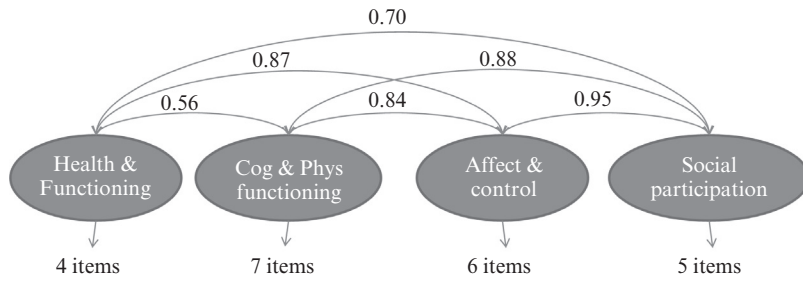 0.70
0.87
0.88
0.56
0.84
0.95
Health &
Functioning
Cog & Phys
functioning
Affect &
control
Social
participation
4 items
7 items
6 items
5 items